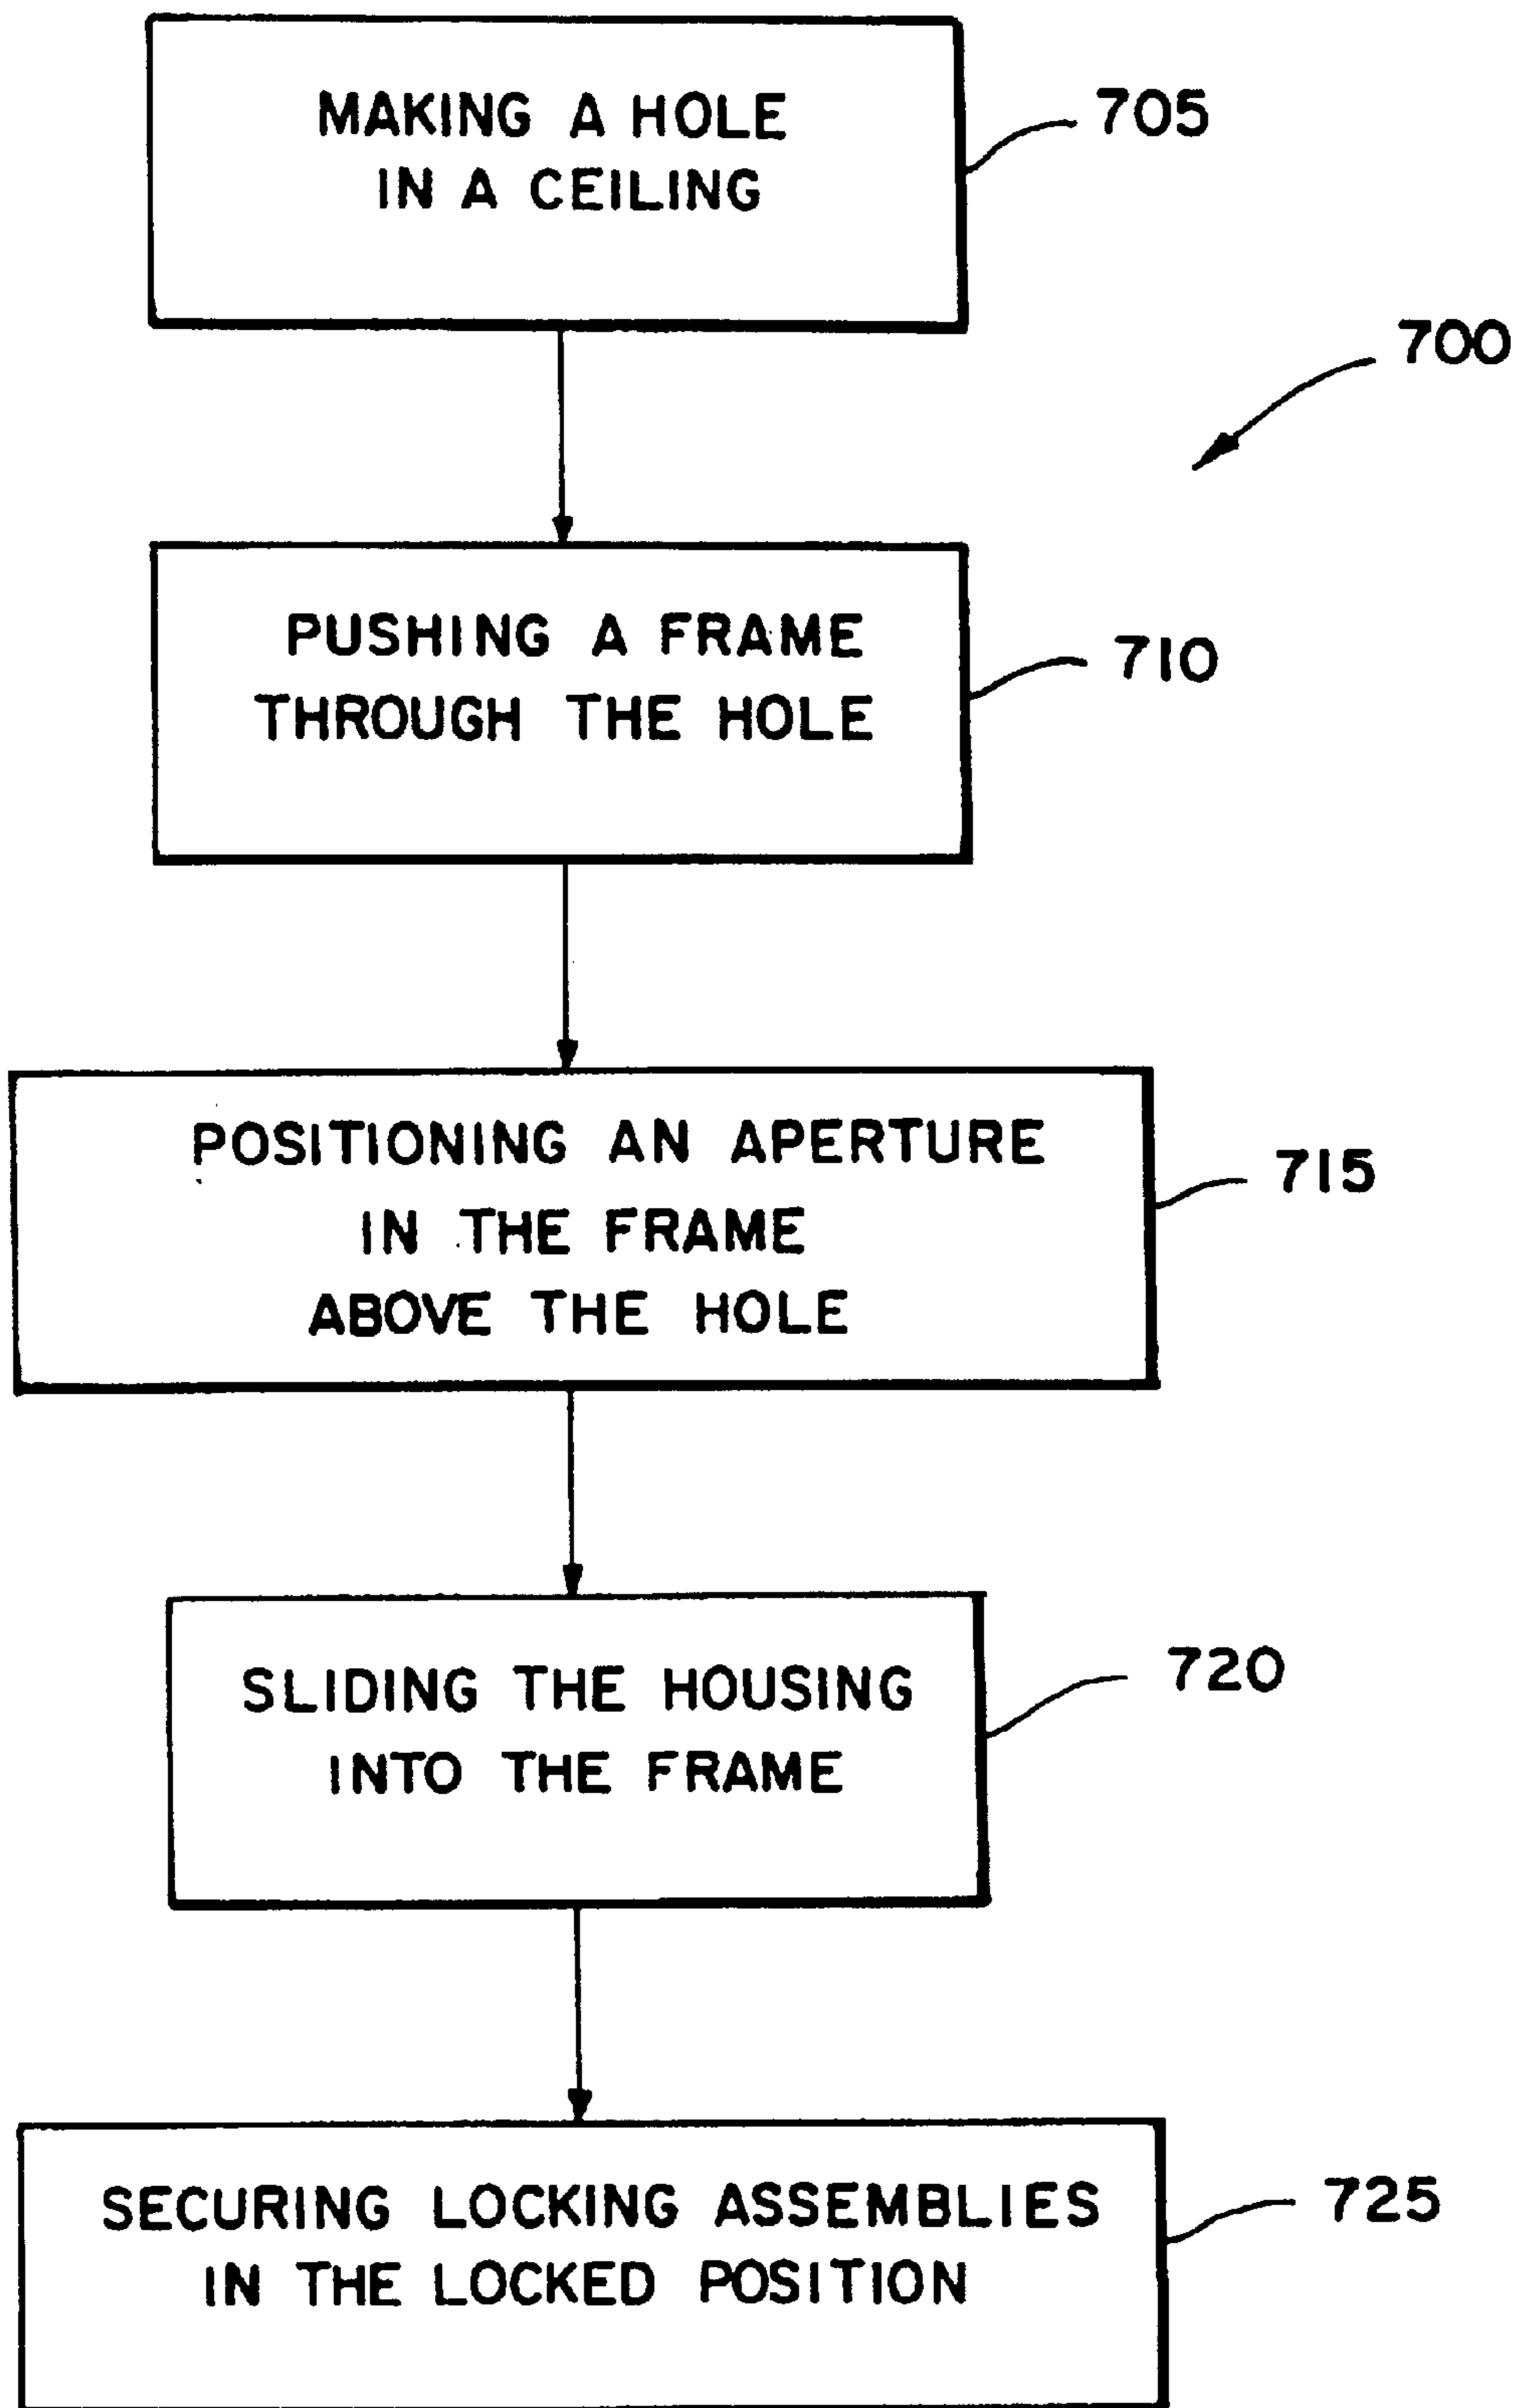 MAKING A HOLE
IN A CEILING
705
700
PUSHING A FRAME
THROUGH THE HOLE
710
POSITIONING AN APERTURE
IN THE FRAME
ABOVE THE HOLE
715
SLIDING THE HOUSING
INTO THE FRAME
720
SECURING LOCKING ASSEMBLIES
IN THE LOCKED POSITION
725